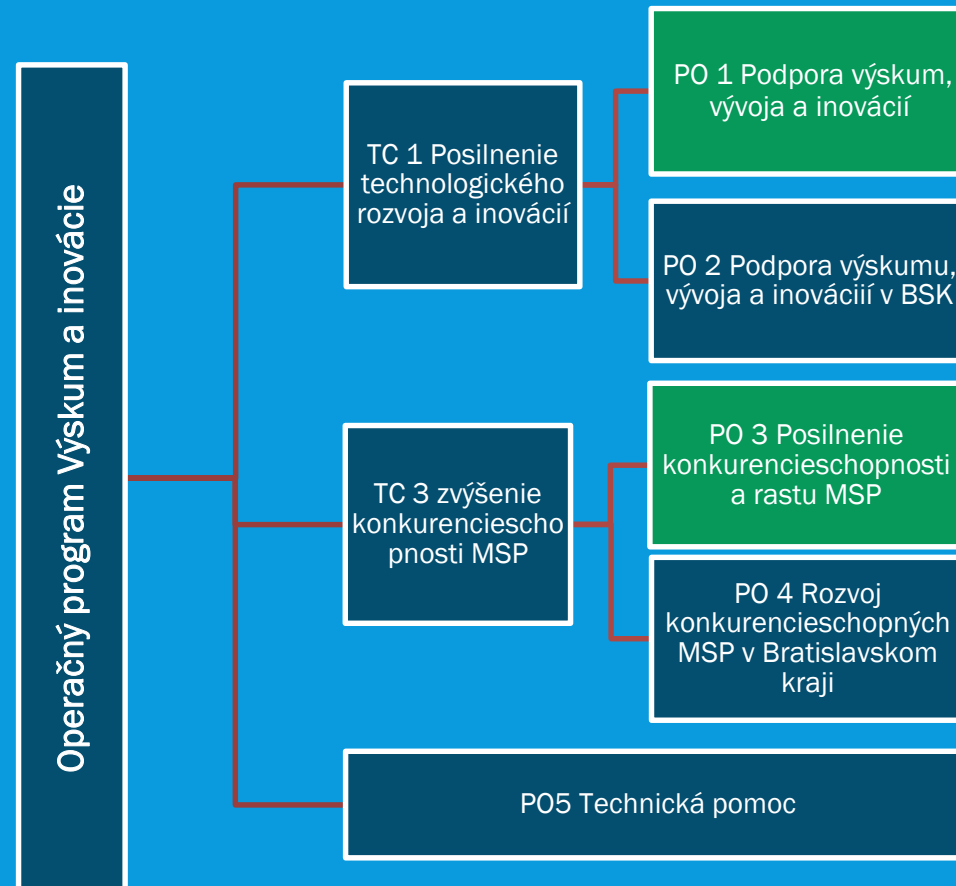 Operačný program Výskum a inovácie
TC 1 Posilnenie
technologického
rozvoja a inovácií
PO 1 Podpora výskum,
vývoja a inovácií
PO 2 Podpora výskumu,
vývoja a inováciií v BSK
TC 3 zvýšenie
konkurenciescho
pnosti MSP
PO 3 Posilnenie
konkurencieschopnosti
a rastu MSP
PO 4 Rozvoj
konkurencieschopných
MSP v Bratislavskom
kraji
PO5 Technická pomoc